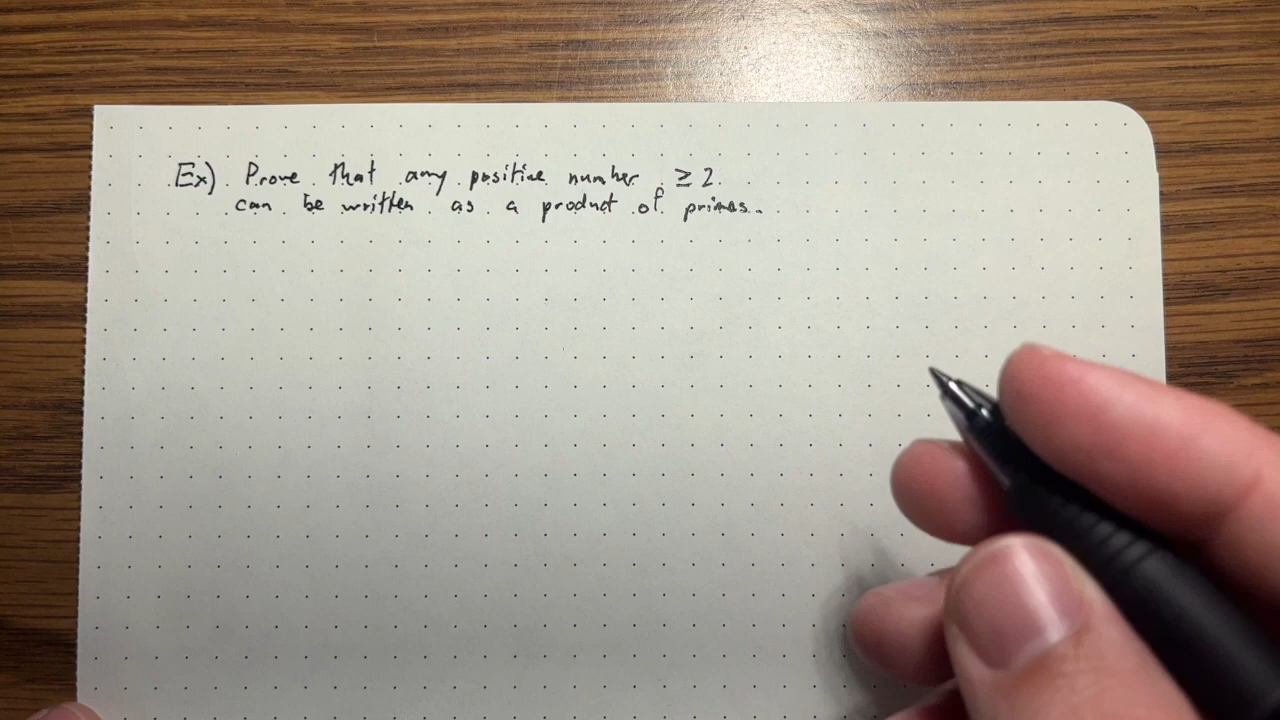 Ex) Prove that any positive number ≥ 2
can be written as a product of primes.